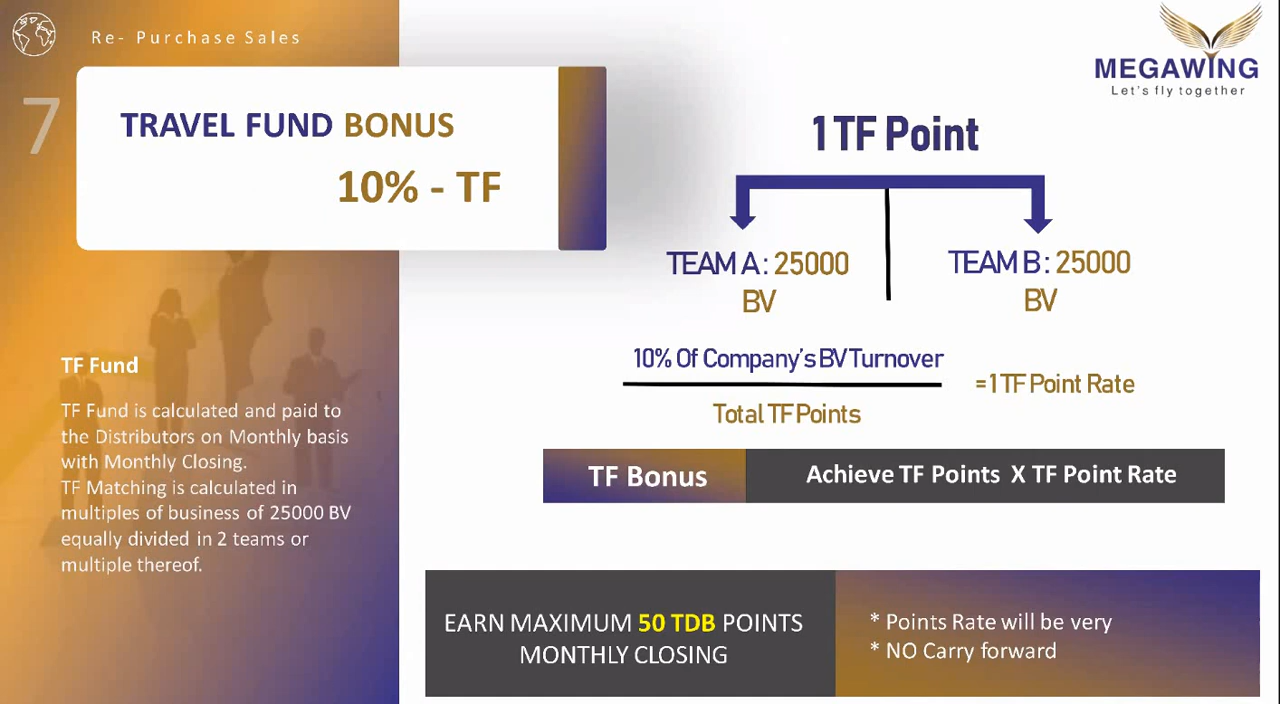 Re- Purchase Sales
7
TRAVEL FUND BONUS
10% - TF
MEGAWING
Let's fly together
1 TF Point
TEAM A : 25000
BV
TEAM B : 25000
BV
10% Of Company's BV Turnover
Total TF Points
=1 TF Point Rate
TF Bonus
Achieve TF Points X TF Point Rate
TF Fund
TF Fund is calculated and paid to
the Distributors on Monthly basis
with Monthly Closing.
TF Matching is calculated in
multiples of business of 25000 BV
equally divided in 2 teams or
multiple thereof.
EARN MAXIMUM 50 TDB POINTS
MONTHLY CLOSING
* Points Rate will be very
* NO Carry forward